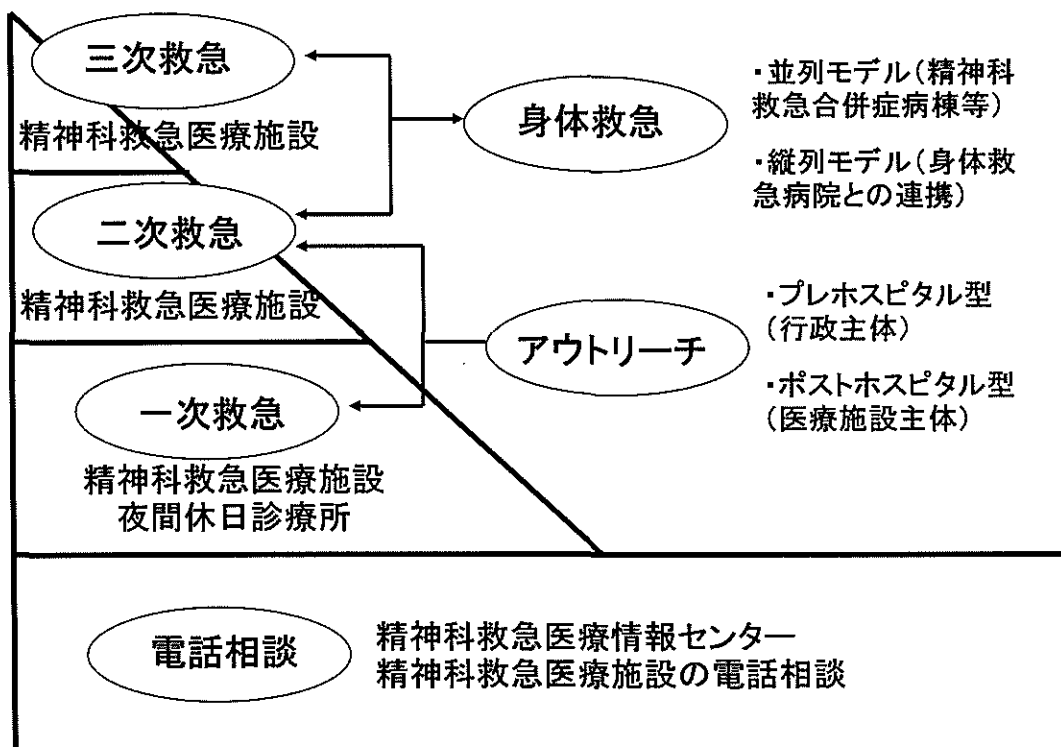 三次救急
精神科救急医療施設
身体救急
・並列モデル（精神科
救急合併症病棟等）
・縦列モデル（身体救
急病院との連携）
二次救急
精神科救急医療施設
アウトリーチ
・プレホスピタル型
（行政主体）
・ポストホスピタル型
（医療施設主体）
一次救急
精神科救急医療施設
夜間休日診療所
電話相談
精神科救急医療情報センター
精神科救急医療施設の電話相談